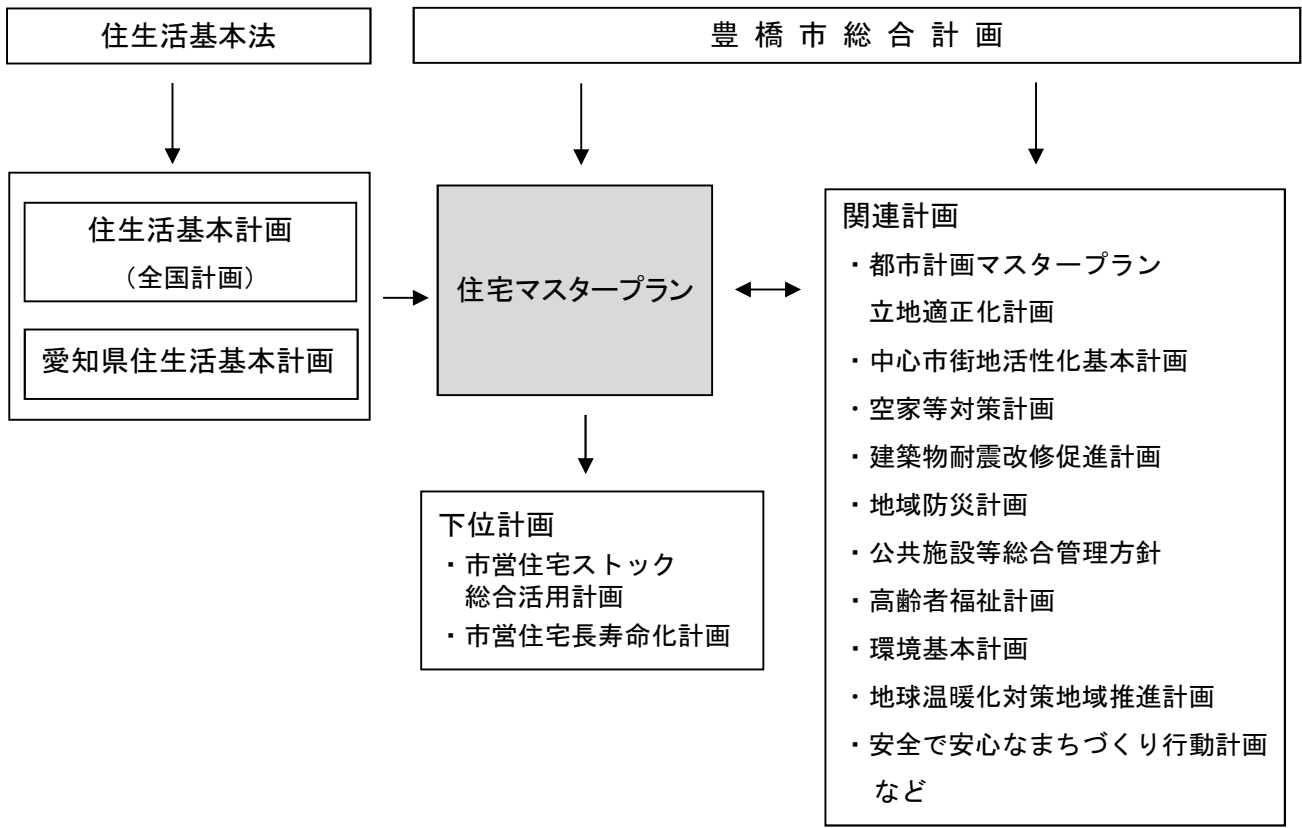 住生活基本法
豊橋市総合計画
住生活基本計画
（全国計画）
愛知県住生活基本計画
住宅マスタープラン
下位計画
・市営住宅ストック
総合活用計画
・市営住宅長寿命化計画
関連計画
・都市計画マスタープラン
立地適正化計画
・中心市街地活性化基本計画
・空家等対策計画
・建築物耐震改修促進計画
・地域防災計画
・公共施設等総合管理方針
・高齢者福祉計画
・環境基本計画
・地球温暖化対策地域推進計画
・安全で安心なまちづくり行動計画
など